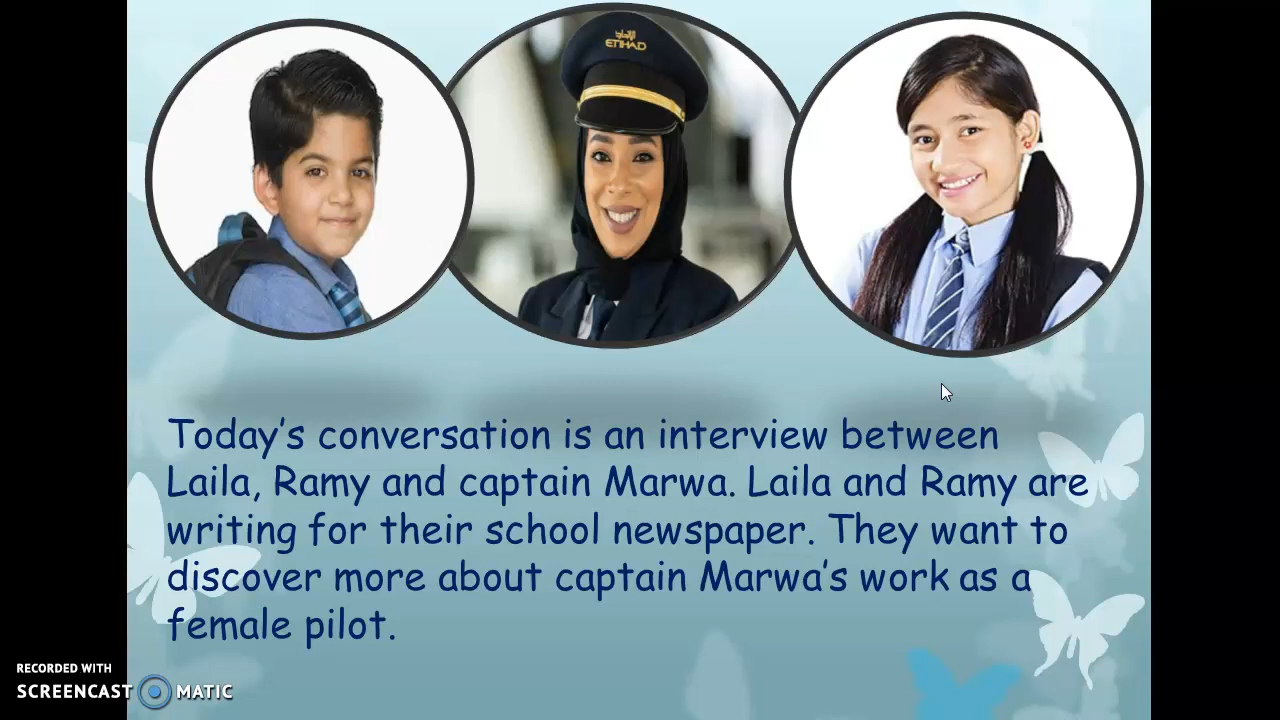 الإتحاد
ETIHAD
Today's conversation is an interview between
Laila, Ramy and captain Marwa. Laila and Ramy are
writing for their school newspaper. They want to
discover more about captain Marwa's work as a
female pilot.
RECORDED WITH
SCREENCAST MATIC